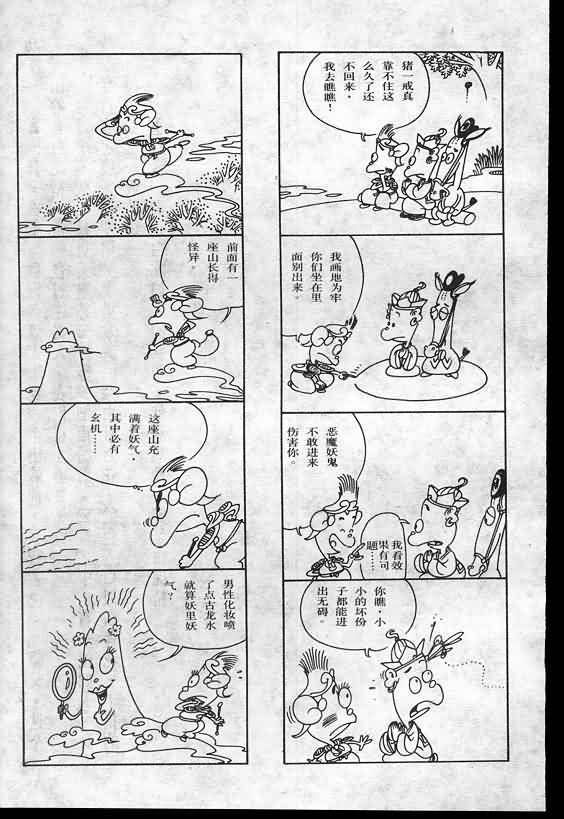 猪一戒真
靠不住这
么久了还
不回来，
我去瞧瞧！
我画地为牢
你们坐在里
面别出来。
恶魔妖鬼
不敢进来
伤害你。
我看效
果有问
题……
你瞧，小
小的坏份
子都能进
出无碍。
前面有一
座山长得
怪异。
这座山充
满着妖气，
其中必有
玄机……
男性化妆喷
了点古龙水
就算妖里妖
气？